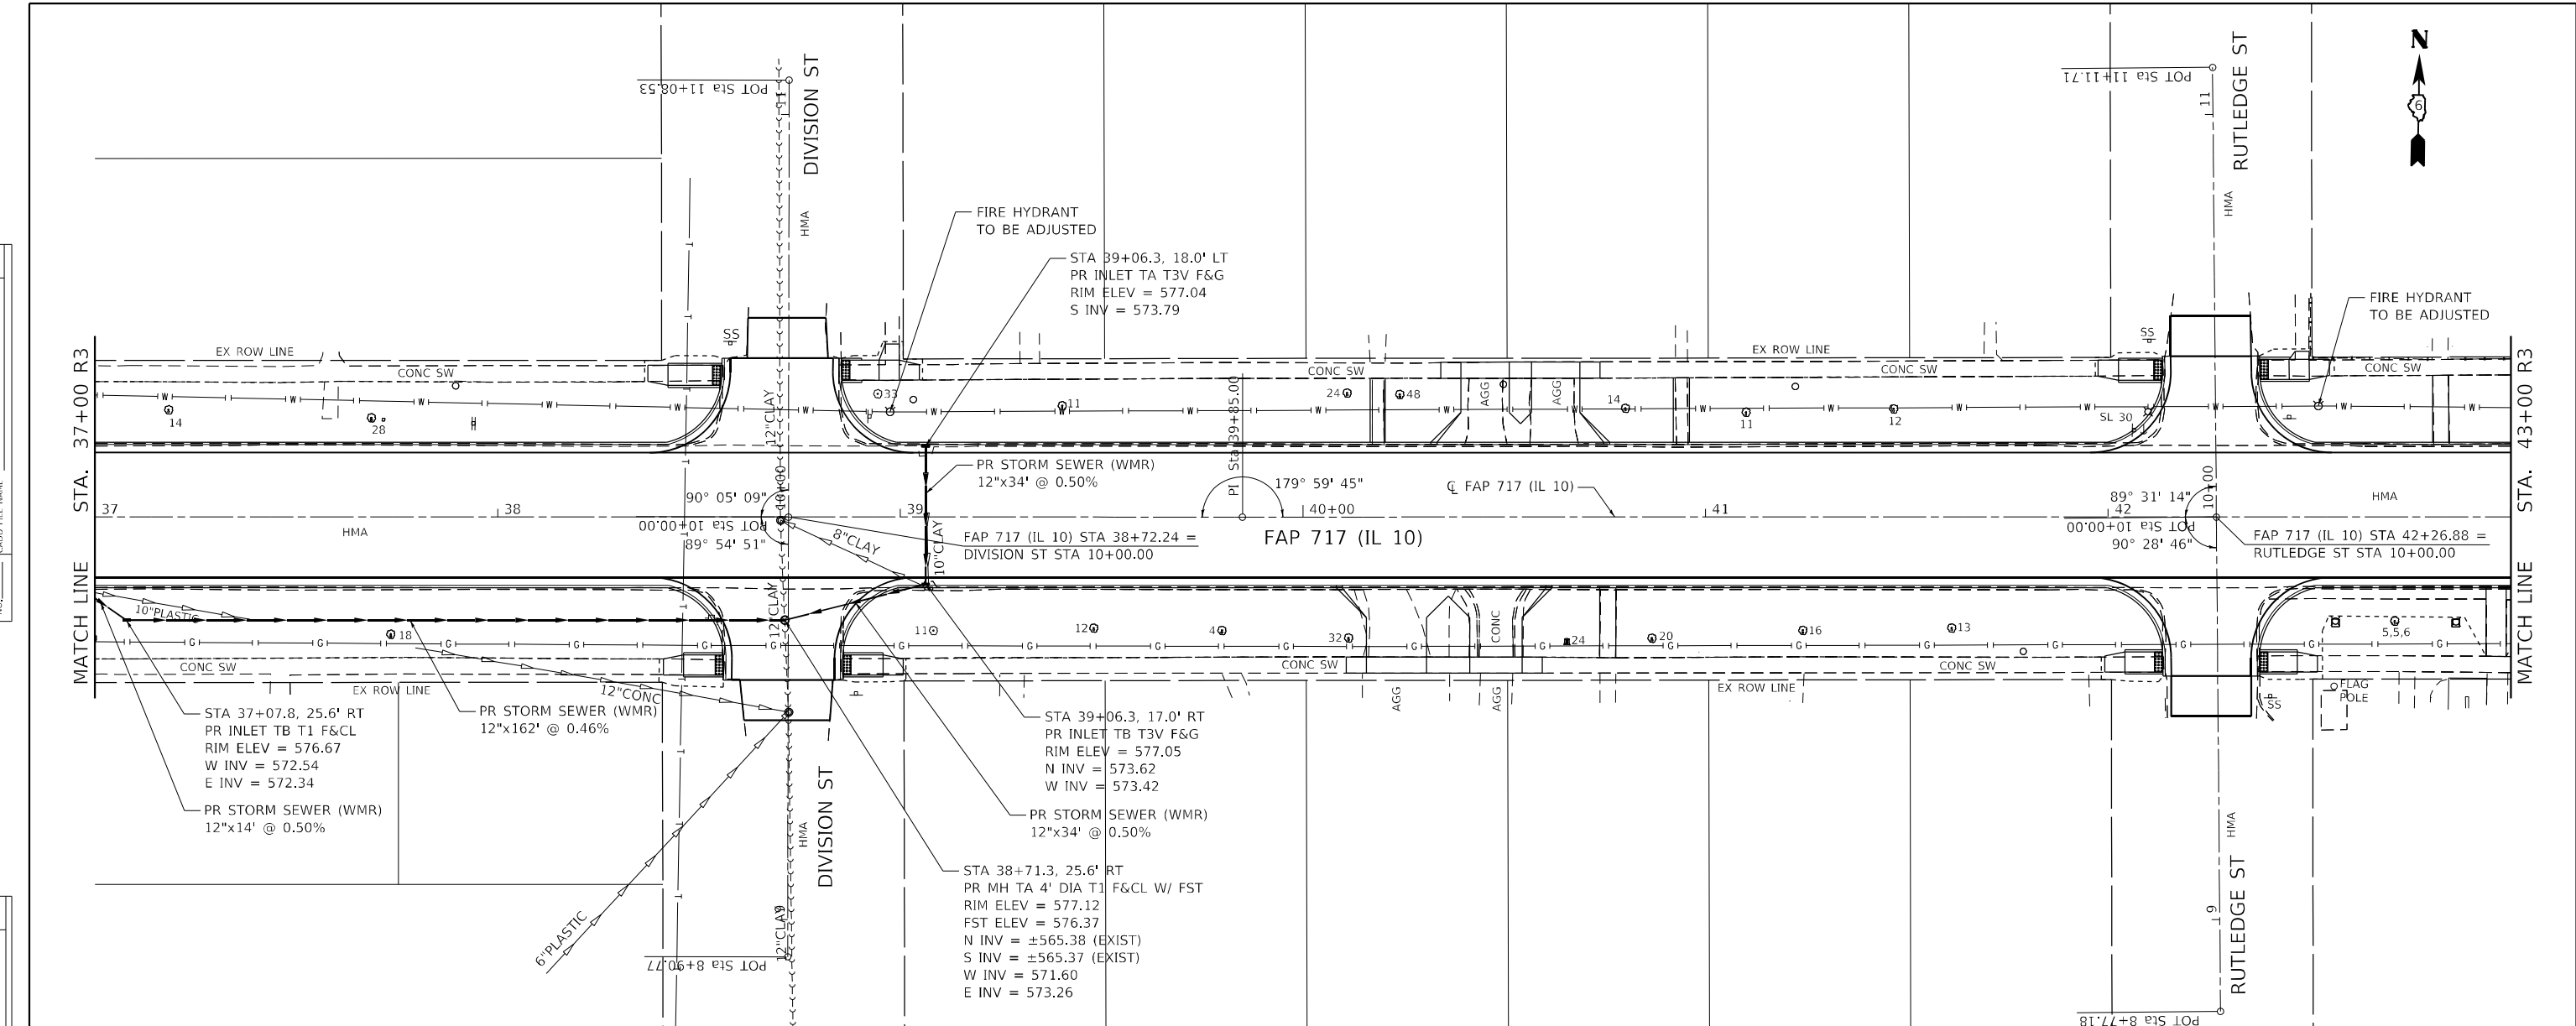 POT Sta 11+08.53
11
DIVISION ST
HMA
POT Sta 11+11.71
11
RUTLEDGE ST
HMA
N
6
FIRE HYDRANT
TO BE ADJUSTED
STA 39+06.3, 18.0' LT
PR INLET TA T3V F&G
RIM ELEV = 577.04
S INV = 573.79
FIRE HYDRANT
TO BE ADJUSTED
MATCH LINE STA. 37+00 R3
EX ROW LINE
CONC SW
SS
14
28
12"CLAY
33
11
CONC SW
24
48
AGG
AGG
14
11
12
EX ROW LINE
CONC SW
SS
SL 30
CONC SW
MATCH LINE STA. 43+00 R3
PR STORM SEWER (WMR)
12"x34' @ 0.50%
PI Sta 39+85.00
179° 59' 45"
℄ FAP 717 (IL 10)
37
38
39
40+00
41
42
HMA
90° 05' 09"
10+00
POT Sta 10+00.00
89° 54' 51"
8"CLAY
10"CLAY
FAP 717 (IL 10) STA 38+72.24 =
DIVISION ST STA 10+00.00
FAP 717 (IL 10)
89° 31' 14"
10+00
POT Sta 10+00.00
90° 28' 46"
HMA
FAP 717 (IL 10) STA 42+26.88 =
RUTLEDGE ST STA 10+00.00
10"PLASTIC
18
CONC SW
EX ROW LINE
12"CLAY
12"CONC
11
12
4
32
CONC
24
20
16
13
5,5,6
CONC SW
CONC SW
AGG
AGG
EX ROW LINE
FLAG
POLE
SS
STA 37+07.8, 25.6' RT
PR INLET TB T1 F&CL
RIM ELEV = 576.67
W INV = 572.54
E INV = 572.34
PR STORM SEWER (WMR)
12"x14' @ 0.50%
PR STORM SEWER (WMR)
12"x162' @ 0.46%
STA 39+06.3, 17.0' RT
PR INLET TB T3V F&G
RIM ELEV = 577.05
N INV = 573.62
W INV = 573.42
PR STORM SEWER (WMR)
12"x34' @ 0.50%
STA 38+71.3, 25.6' RT
PR MH TA 4' DIA T1 F&CL W/ FST
RIM ELEV = 577.12
FST ELEV = 576.37
N INV = ±565.38 (EXIST)
S INV = ±565.37 (EXIST)
W INV = 571.60
E INV = 573.26
HMA
DIVISION ST
6"PLASTIC
12"CLAY
9
POT Sta 8+90.77
HMA
RUTLEDGE ST
9
POT Sta 8+77.18